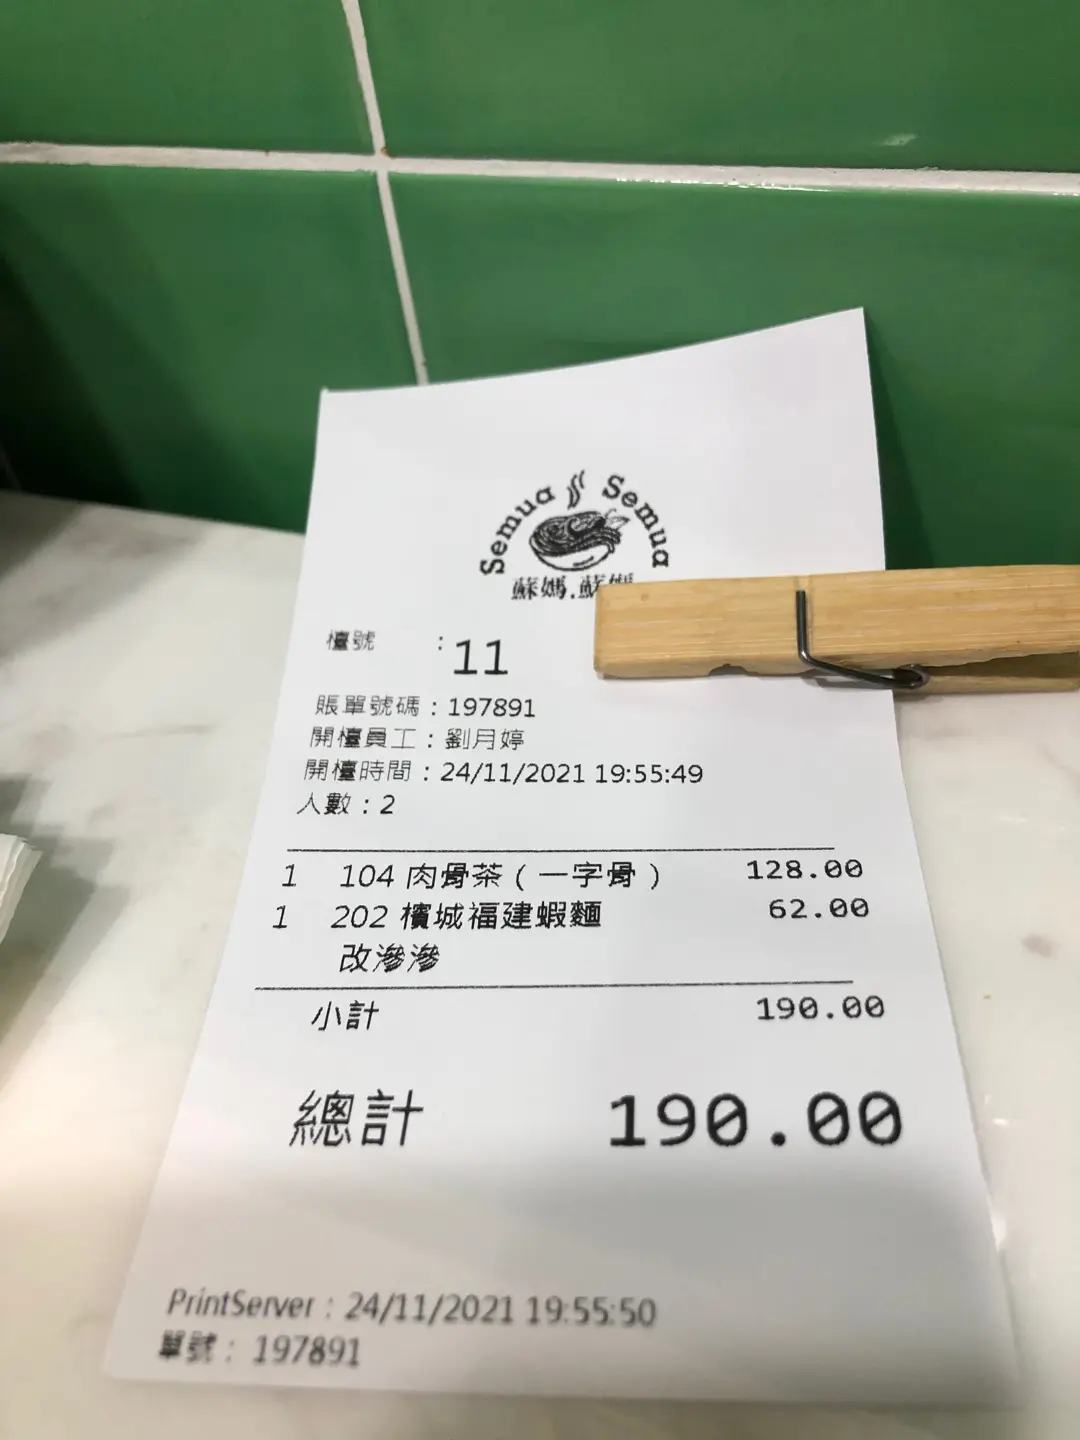 Semua Semua
蘇媽.蘇媽
檯號 : 11
賬單號碼 : 197891
開檯員工 : 劉月婷
開檯時間 : 24/11/2021 19:55:49
人數 : 2
1 104 肉骨茶 ( 一字骨 ) 128.00
1 202 檳城福建蝦麵 62.00
改滲滲
小計 190.00
總計 190.00
PrintServer : 24/11/2021 19:55:50
單號 : 197891